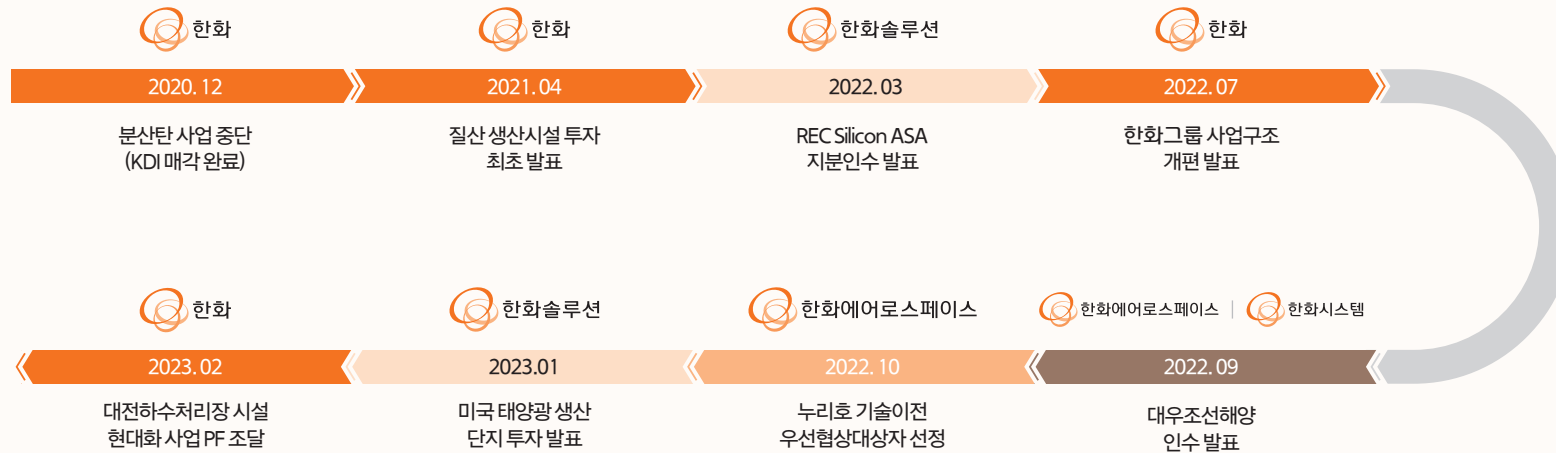 한화
2020. 12
분산탄 사업 중단
(KDI 매각 완료)
한화
2021. 04
질산 생산시설 투자
최초 발표
한화솔루션
2022. 03
REC Silicon ASA
지분인수 발표
한화
2022. 07
한화그룹 사업구조
개편 발표
한화에어로스페이스 | 한화시스템
2022. 09
대우조선해양
인수 발표
한화에어로스페이스
2022. 10
누리호 기술이전
우선협상대상자 선정
한화솔루션
2023. 01
미국 태양광 생산
단지 투자 발표
한화
2023. 02
대전하수처리장 시설
현대화 사업 PF 조달